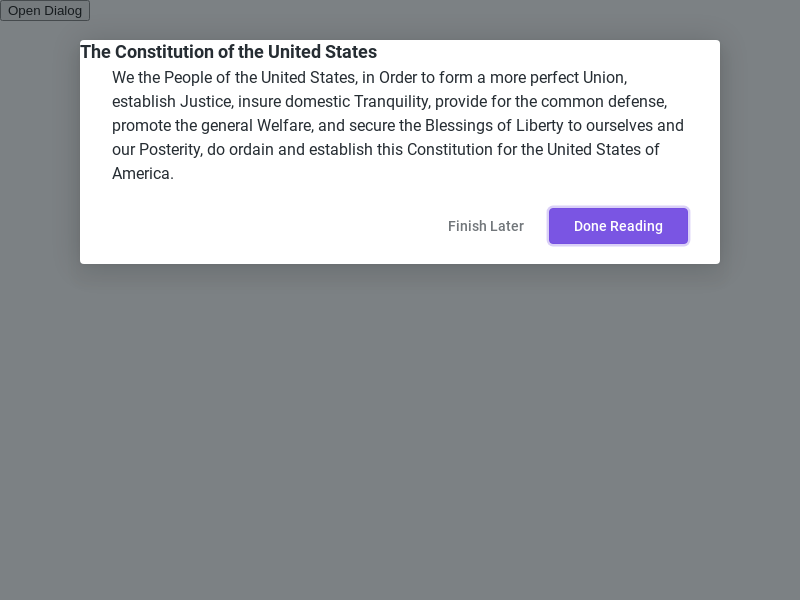 Open Dialog
The Constitution of the United States
We the People of the United States, in Order to form a more perfect Union,
establish Justice, insure domestic Tranquility, provide for the common defense,
promote the general Welfare, and secure the Blessings of Liberty to ourselves and
our Posterity, do ordain and establish this Constitution for the United States of
America.
Finish Later
Done Reading